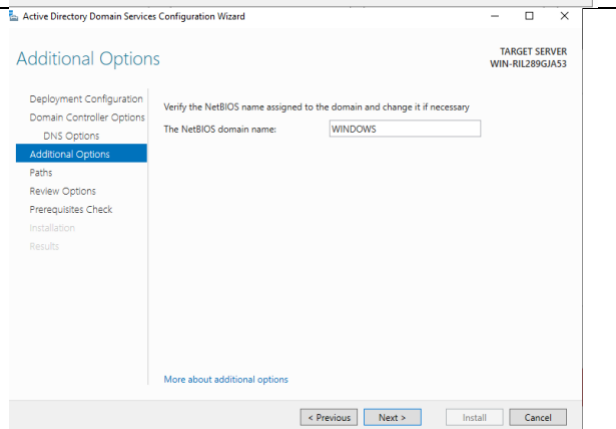 Active Directory Domain Services Configuration Wizard
Additional Options
TARGET SERVER
WIN-RIL289GJA53
Deployment Configuration
Domain Controller Options
DNS Options
Additional Options
Paths
Review Options
Prerequisites Check
Installation
Results
Verify the NetBIOS name assigned to the domain and change it if necessary
The NetBIOS domain name: WINDOWS
More about additional options
< Previous Next > Install Cancel